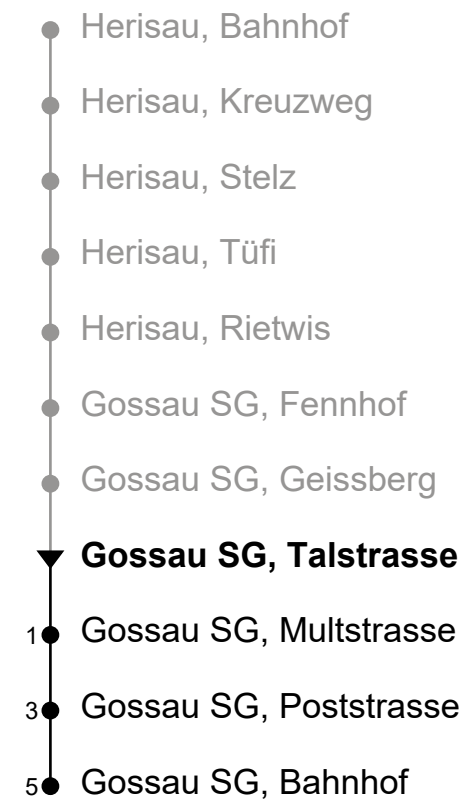 Herisau, Bahnhof
Herisau, Kreuzweg
Herisau, Stelz
Herisau, Tüfi
Herisau, Rietwis
Gossau SG, Fennhof
Gossau SG, Geissberg
Gossau SG, Talstrasse
1 Gossau SG, Multstrasse
3 Gossau SG, Poststrasse
5 Gossau SG, Bahnhof